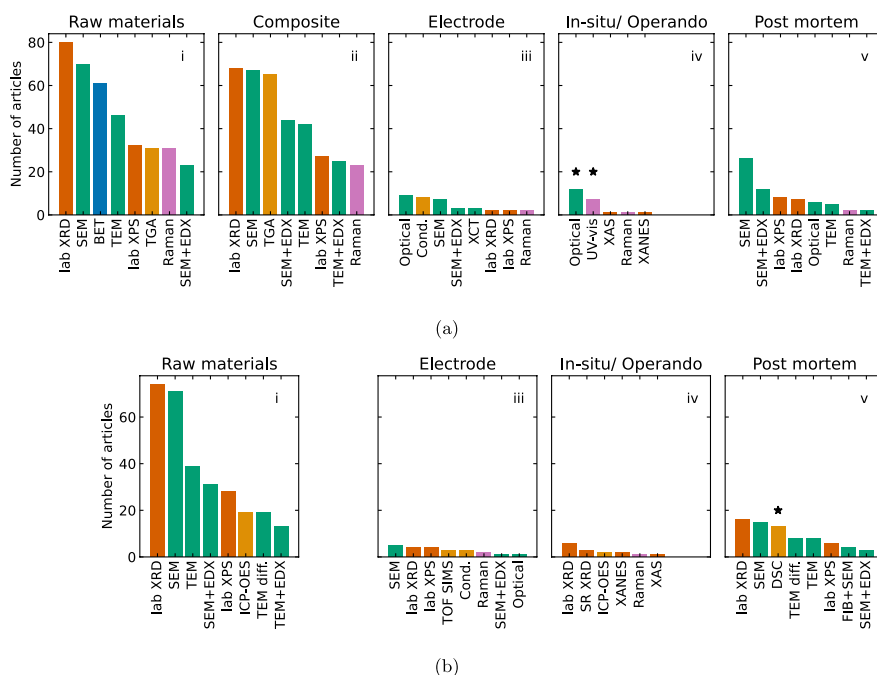 Raw materials
Composite
Electrode
In-situ/ Operando
Post mortem
Number of articles
80
60
40
20
0
i
ii
iii
iv
v
lab XRD
SEM
BET
TEM
lab XPS
TGA
Raman
SEM+EDX
lab XRD
SEM
TGA
SEM+EDX
TEM
lab XPS
TEM+EDX
Raman
Optical
Cond.
SEM
SEM+EDX
XCT
lab XRD
lab XPS
Raman
Optical
UV-vis
XAS
Raman
XANES
SEM
SEM+EDX
lab XPS
lab XRD
Optical
TEM
Raman
TEM+EDX
(a)
Raw materials
Electrode
In-situ/ Operando
Post mortem
Number of articles
60
40
20
0
i
iii
iv
v
lab XRD
SEM
TEM
SEM+EDX
lab XPS
ICP-OES
TEM diff.
TEM+EDX
SEM
lab XRD
lab XPS
TOF SIMS
Cond.
Raman
SEM+EDX
Optical
lab XRD
SR XRD
ICP-OES
XANES
Raman
XAS
lab XRD
SEM
DSC
TEM diff.
TEM
lab XPS
FIB+SEM
SEM+EDX
(b)